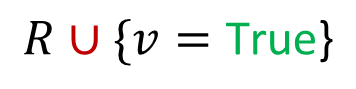 R ∪ {v = True}